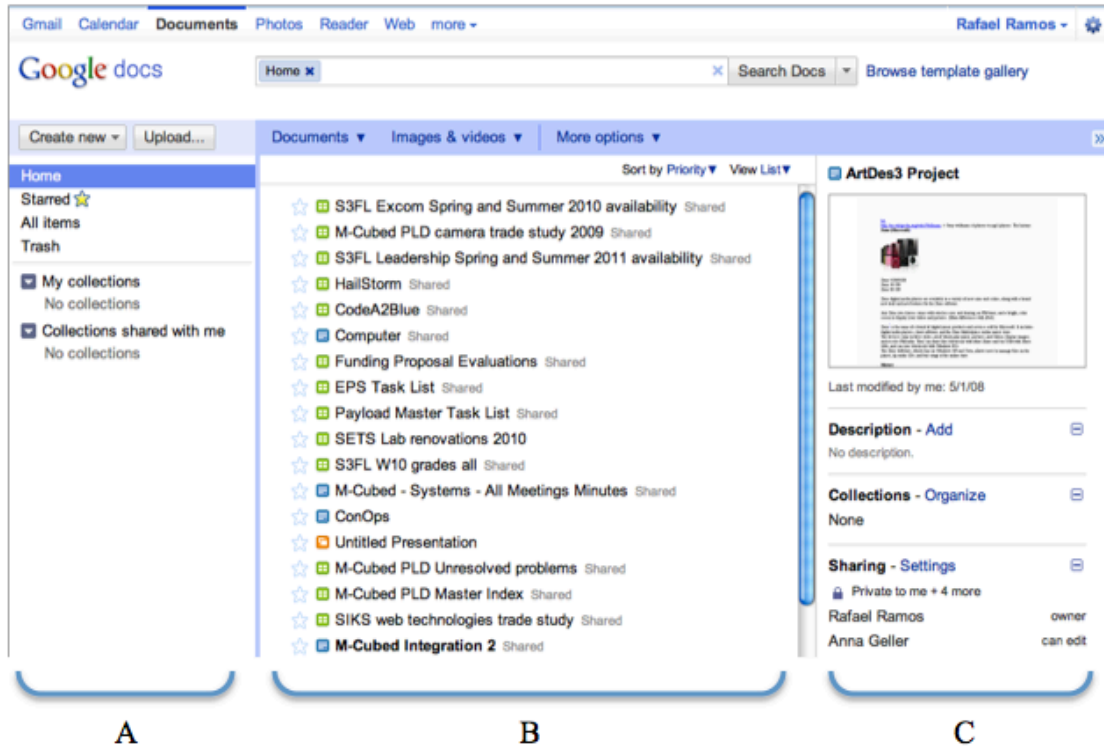 Gmail Calendar Documents Photos Reader Web more
Rafael Ramos
Google docs
Home
Search Docs
Browse template gallery
Create new
Upload...
Documents
Images & videos
More options
Home
Starred
All items
Trash
My collections
No collections
Collections shared with me
No collections
Sort by Priority
View List
S3FL Excom Spring and Summer 2010 availability Shared
M-Cubed PLD camera trade study 2009 Shared
S3FL Leadership Spring and Summer 2011 availability Shared
HailStorm Shared
CodeA2Blue Shared
Computer Shared
Funding Proposal Evaluations Shared
EPS Task List Shared
Payload Master Task List Shared
SETS Lab renovations 2010
S3FL W10 grades all Shared
M-Cubed - Systems - All Meetings Minutes Shared
ConOps
Untitled Presentation
M-Cubed PLD Unresolved problems Shared
M-Cubed PLD Master Index Shared
SIKS web technologies trade study Shared
M-Cubed Integration 2 Shared
ArtDes3 Project
Last modified by me: 5/1/08
Description - Add
No description.
Collections - Organize
None
Sharing - Settings
Private to me + 4 more
Rafael Ramos owner
Anna Geller can edit
A
B
C